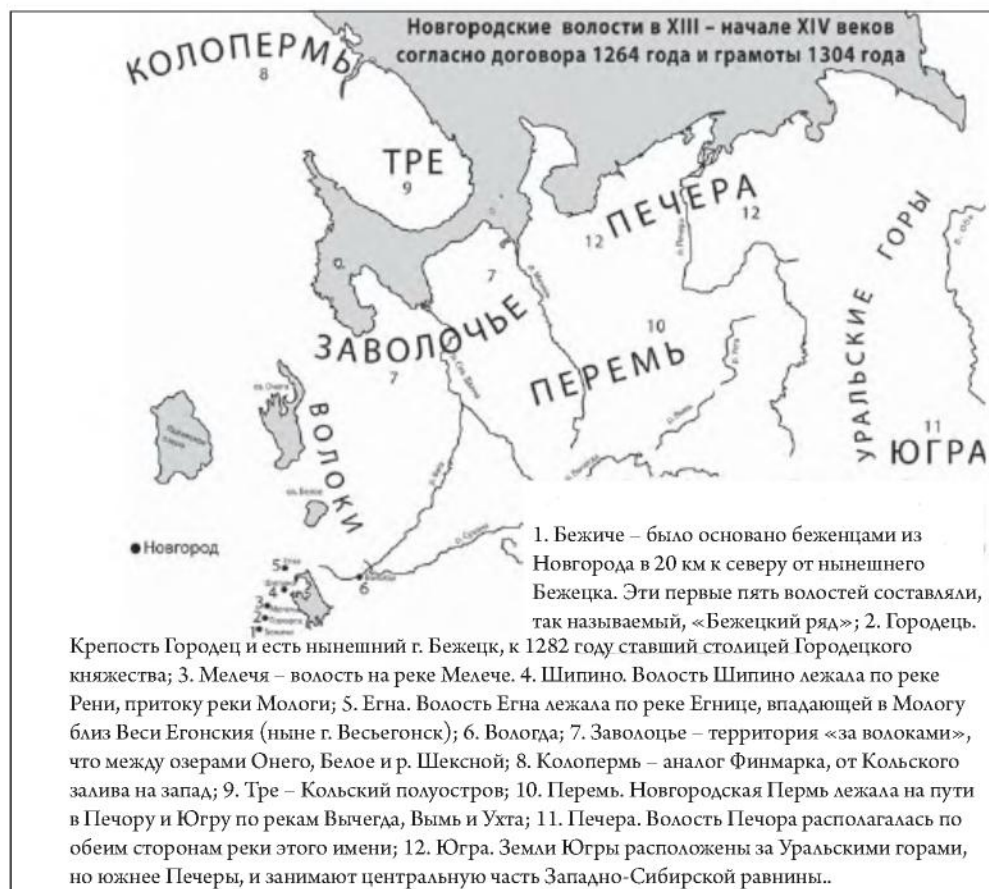 Новгородские волости в XIII – начале XIV веков
согласно договора 1264 года и грамоты 1304 года
КОЛОПЕРМЬ
8
ТРЕ
9
ПЕЧЕРА
12
12
р. Печора
УРАЛЬСКИЕ ГОРЫ
р. Обь
7
р. Мезень
ЗАВОЛОЧЬЕ
7
10
ПЕРЕМЬ
11
ЮГРА
ВОЛОКИ
оз. Онега
оз. Белое
Новгород
5
4
3
2
1 Бежичи
6
1. Бежиче – было основано беженцами из
Новгорода в 20 км к северу от нынешнего
Бежецка. Эти первые пять волостей составляли,
так называемый, «Бежецкий ряд»; 2. Городець.
Крепость Городец и есть нынешний г. Бежецк, к 1282 году ставший столицей Городецкого
княжества; 3. Мелечя – волость на реке Мелече. 4. Шипино. Волость Шипино лежала по реке
Рени, притоку реки Мологи; 5. Егна. Волость Егна лежала по реке Егнице, впадающей в Мологу
близ Веси Егонския (ныне г. Весьегонск); 6. Вологда; 7. Заволоцье – территория «за волоками»,
что между озерами Онего, Белое и р. Шексной; 8. Колопермь – аналог Финмарка, от Кольского
залива на запад; 9. Тре – Кольский полуостров; 10. Перемь. Новгородская Пермь лежала на пути
в Печору и Югру по рекам Вычегда, Вымь и Ухта; 11. Печера. Волость Печора располагалась по
обеим сторонам реки этого имени; 12. Югра. Земли Югры расположены за Уральскими горами,
но южнее Печеры, и занимают центральную часть Западно-Сибирской равнины..